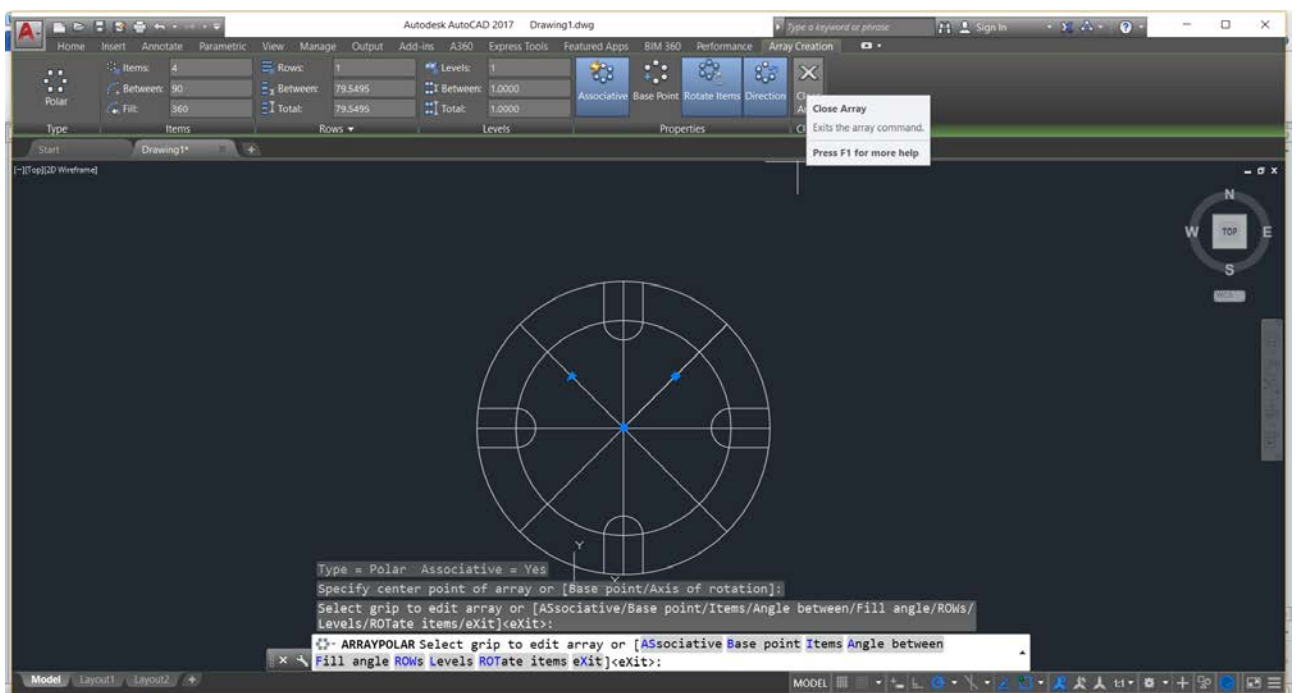 Autodesk AutoCAD 2017 Drawing1.dwg Type a keyword or phrase Sign In
Home Insert Annotate Parametric View Manage Output Add-ins A360 Express Tools Featured Apps BIM 360 Performance Array Creation
Items: 4 Rows: 1 Levels: 1
Between: 90 Between: 79.5495 Between: 1.0000
Polar Associative Base Point Rotate Items Direction
Fill: 360 Total: 79.5495 Total: 1.0000
Close Array
Exits the array command.
Type Items Rows Levels Properties
Press F1 for more help
Start Drawing1*
[–][Top][2D Wireframe]
N
W TOP E
S
WCS
Y
Type = Polar Associative = Yes
Specify center point of array or [Base point/Axis of rotation]:
Select grip to edit array or [ASsociative/Base point/Items/Angle between/Fill angle/ROWs/
Levels/ROTate items/eXit]<eXit>:
ARRAYPOLAR Select grip to edit array or [ASsociative Base point Items Angle between
Fill angle ROWs Levels ROTate items eXit]<eXit>:
Model Layout1 Layout2 + MODEL 1:1